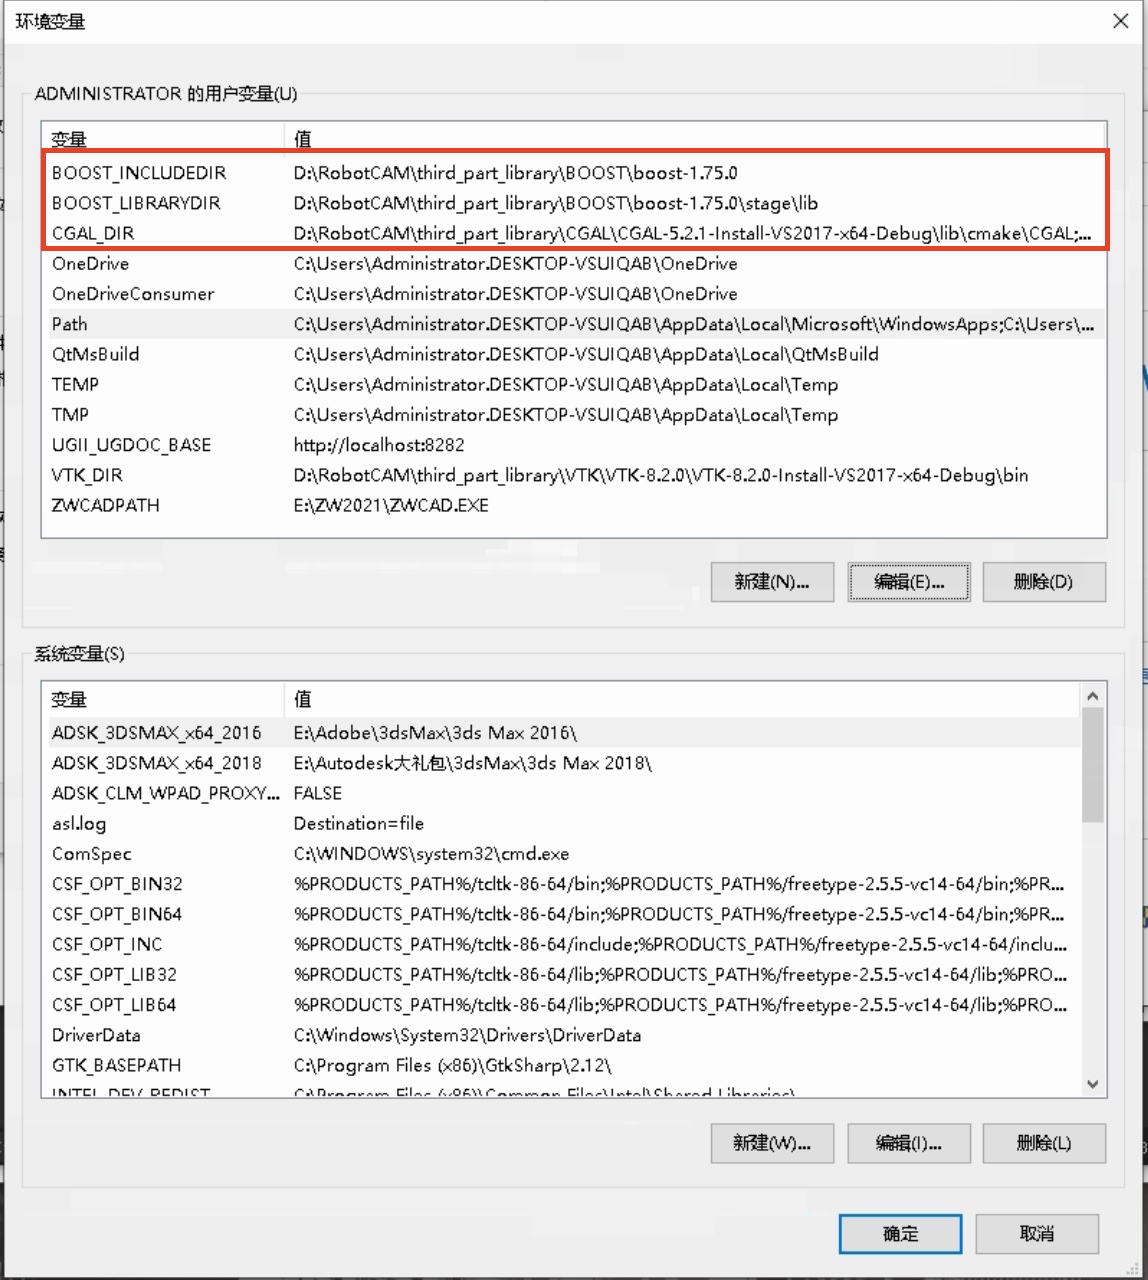 环境变量
ADMINISTRATOR 的用户变量(U)
变量 值
BOOST_INCLUDEDIR D:\RobotCAM\third_part_library\BOOST\boost-1.75.0
BOOST_LIBRARYDIR D:\RobotCAM\third_part_library\BOOST\boost-1.75.0\stage\lib
CGAL_DIR D:\RobotCAM\third_part_library\CGAL\CGAL-5.2.1-Install-VS2017-x64-Debug\lib\cmake\CGAL;...
OneDrive C:\Users\Administrator.DESKTOP-VSUIQAB\OneDrive
OneDriveConsumer C:\Users\Administrator.DESKTOP-VSUIQAB\OneDrive
Path C:\Users\Administrator.DESKTOP-VSUIQAB\AppData\Local\Microsoft\WindowsApps;C:\Users\...
QtMsBuild C:\Users\Administrator.DESKTOP-VSUIQAB\AppData\Local\QtMsBuild
TEMP C:\Users\Administrator.DESKTOP-VSUIQAB\AppData\Local\Temp
TMP C:\Users\Administrator.DESKTOP-VSUIQAB\AppData\Local\Temp
UGII_UGDOC_BASE http://localhost:8282
VTK_DIR D:\RobotCAM\third_part_library\VTK\VTK-8.2.0\VTK-8.2.0-Install-VS2017-x64-Debug\bin
ZWCADPATH E:\ZW2021\ZWCAD.EXE
新建(N)... 编辑(E)... 删除(D)
系统变量(S)
变量 值
ADSK_3DSMAX_x64_2016 E:\Adobe\3dsMax\3ds Max 2016\
ADSK_3DSMAX_x64_2018 E:\Autodesk大礼包\3dsMax\3ds Max 2018\
ADSK_CLM_WPAD_PROXY... FALSE
asl.log Destination=file
ComSpec C:\WINDOWS\system32\cmd.exe
CSF_OPT_BIN32 %PRODUCTS_PATH%/tcltk-86-64/bin;%PRODUCTS_PATH%/freetype-2.5.5-vc14-64/bin;%PR...
CSF_OPT_BIN64 %PRODUCTS_PATH%/tcltk-86-64/bin;%PRODUCTS_PATH%/freetype-2.5.5-vc14-64/bin;%PR...
CSF_OPT_INC %PRODUCTS_PATH%/tcltk-86-64/include;%PRODUCTS_PATH%/freetype-2.5.5-vc14-64/inclu...
CSF_OPT_LIB32 %PRODUCTS_PATH%/tcltk-86-64/lib;%PRODUCTS_PATH%/freetype-2.5.5-vc14-64/lib;%PRO...
CSF_OPT_LIB64 %PRODUCTS_PATH%/tcltk-86-64/lib;%PRODUCTS_PATH%/freetype-2.5.5-vc14-64/lib;%PRO...
DriverData C:\Windows\System32\Drivers\DriverData
GTK_BASEPATH C:\Program Files (x86)\GtkSharp\2.12\
INTEL_DEV_REDIST C:\Program Files (x86)\Common Files\Intel\Shared Libraries\
新建(W)... 编辑(I)... 删除(L)
确定 取消